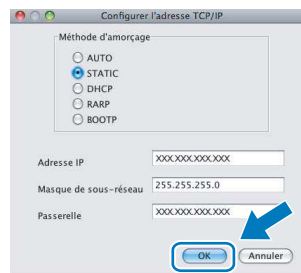 Configurer l'adresse TCP/IP
Méthode d'amorçage
AUTO
STATIC
DHCP
RARP
BOOTP
Adresse IP XXX.XXX.XXX.XXX
Masque de sous-réseau 255.255.255.0
Passerelle XXX.XXX.XXX.XXX
OK Annuler